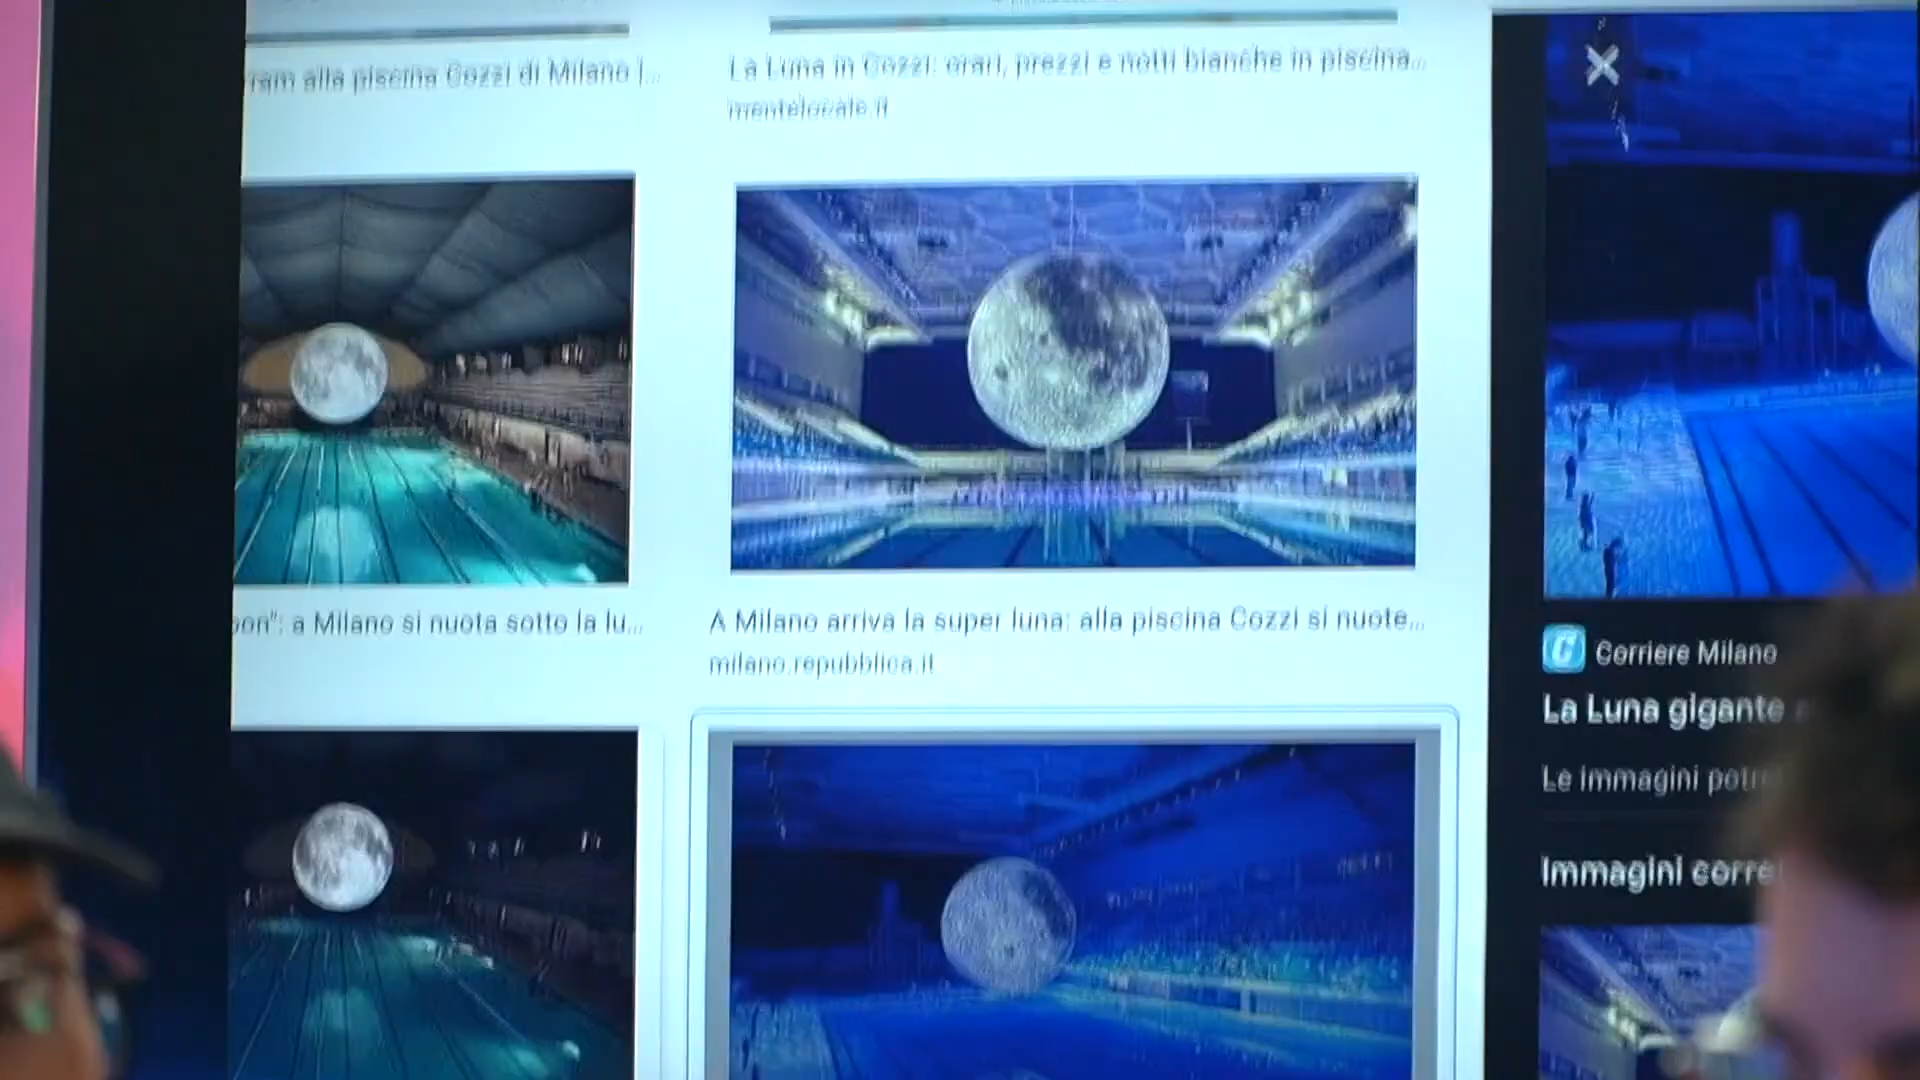 ram alla piscina Cozzi di Milano |...
La Luna in Cozzi: orari, prezzi e notti bianche in piscina...
mentelocale.it
oon": a Milano si nuota sotto la lu...
A Milano arriva la super luna: alla piscina Cozzi si nuote...
milano.repubblica.it
C Corriere Milano
La Luna gigante
Le immagini potre
Immagini corre